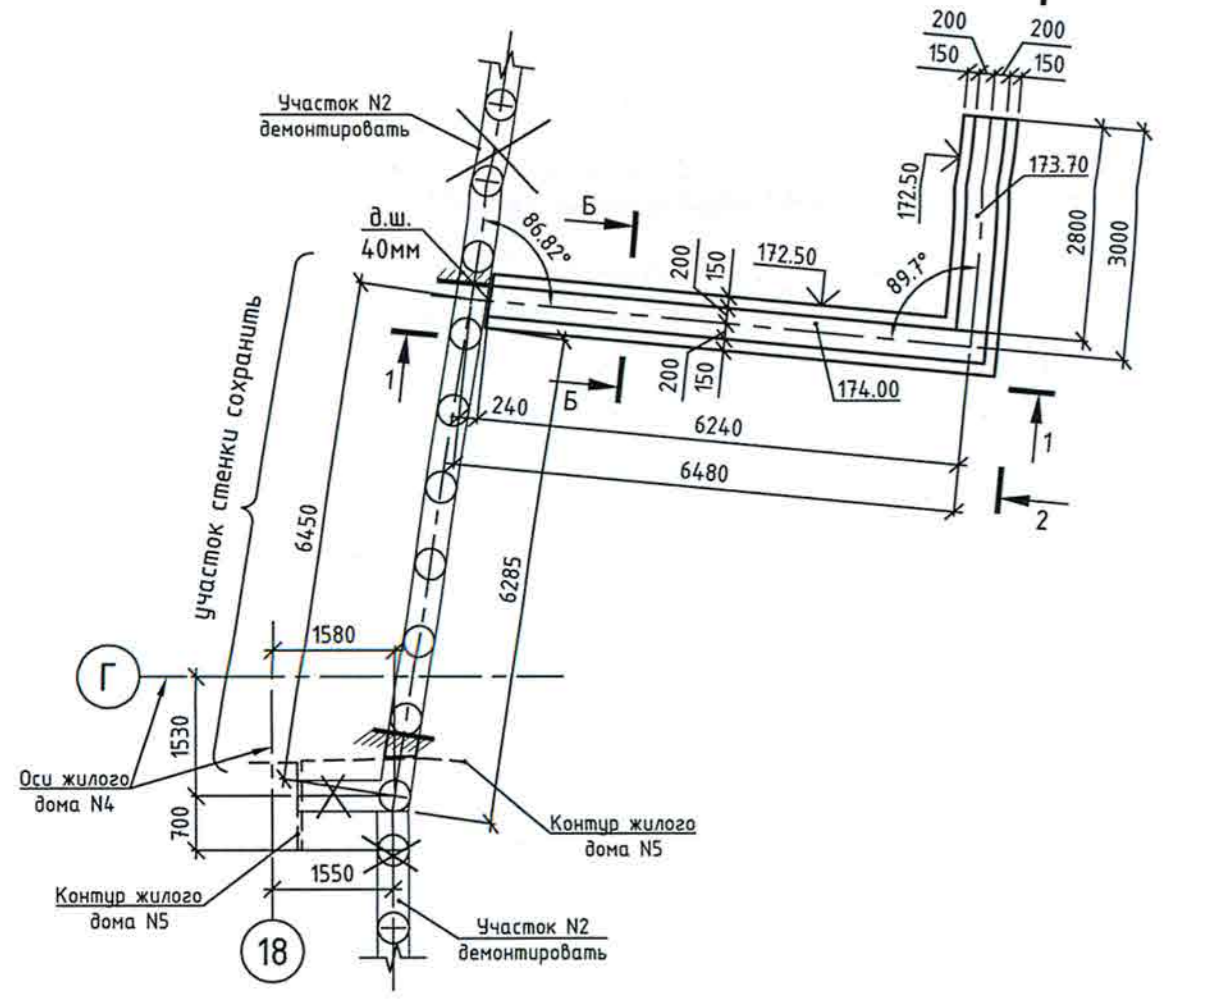 200
200
150
150
Участок N2
демонтировать
173.70
172.50
д.ш.
40мм
86.82°
Б
2800
3000
200
150
172.50
89.7°
участок стенки сохранить
1
Б
200
150
174.00
240
6240
1
6480
2
6450
6285
1580
Г
1530
Оси жилого
дома N4
700
Контур жилого
дома N5
1550
Контур жилого
дома N5
18
Участок N2
демонтировать